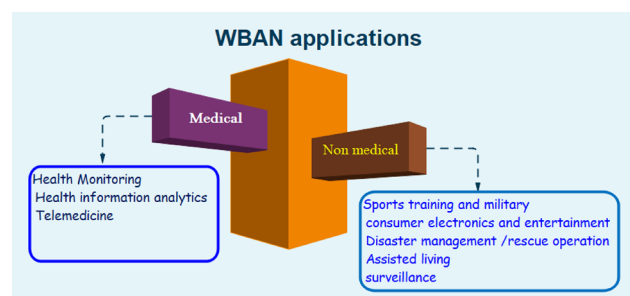 WBAN applications
Medical
Non medical
Health Monitoring
Health information analytics
Telemedicine
Sports training and military
consumer electronics and entertainment
Disaster management /rescue operation
Assisted living
surveillance